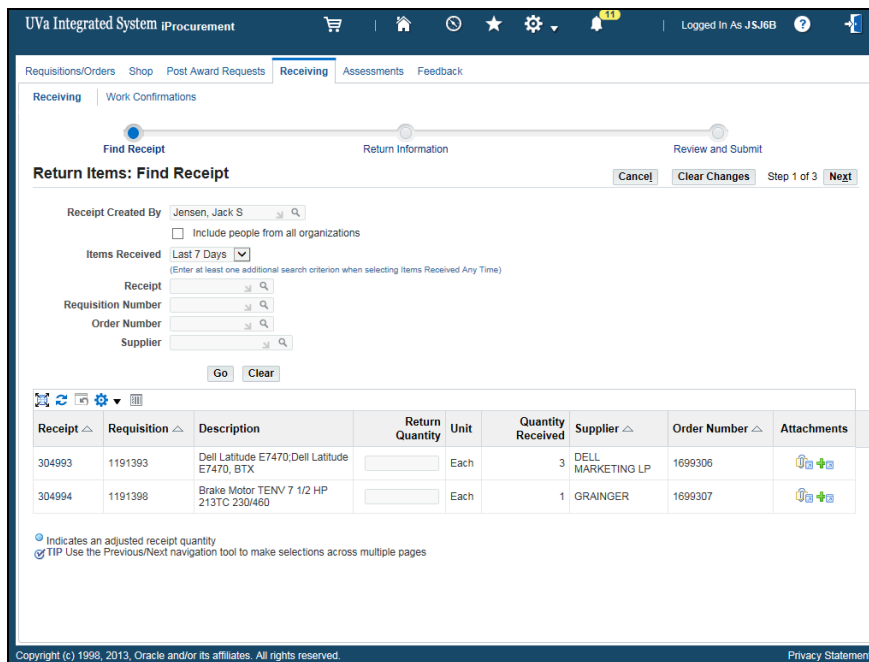 UVa Integrated System iProcurement
11
Logged In As JSJ6B
?
Requisitions/Orders Shop Post Award Requests Receiving Assessments Feedback
Receiving Work Confirmations
Find Receipt Return Information Review and Submit
Return Items: Find Receipt Cancel Clear Changes Step 1 of 3 Next
Receipt Created By Jensen, Jack S
Include people from all organizations
Items Received Last 7 Days
(Enter at least one additional search criterion when selecting Items Received Any Time)
Receipt
Requisition Number
Order Number
Supplier
Go Clear
Receipt Requisition Description Return Quantity Unit Quantity Received Supplier Order Number Attachments
304993 1191393 Dell Latitude E7470;Dell Latitude E7470, BTX Each 3 DELL MARKETING LP 1699306
304994 1191398 Brake Motor TENV 7 1/2 HP 213TC 230/460 Each 1 GRAINGER 1699307
Indicates an adjusted receipt quantity
TIP Use the Previous/Next navigation tool to make selections across multiple pages
Copyright (c) 1998, 2013, Oracle and/or its affiliates. All rights reserved. Privacy Statement